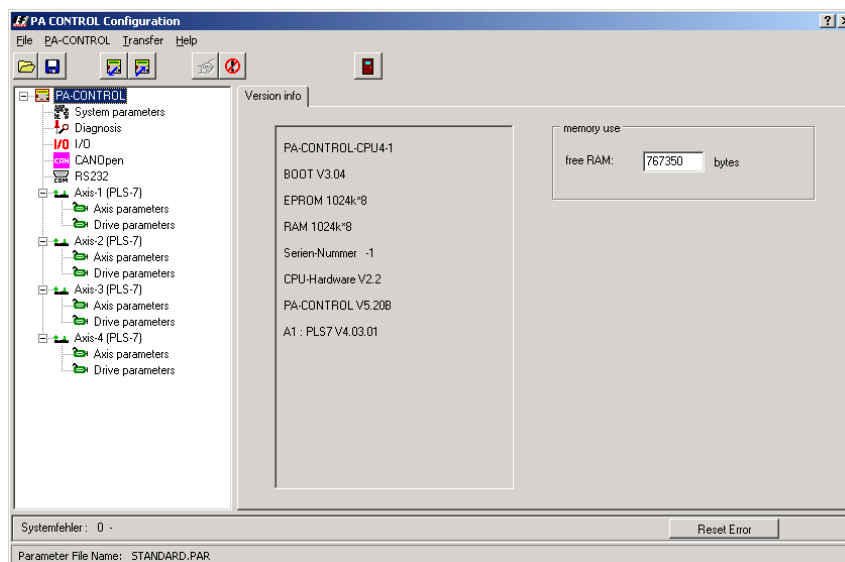 PA CONTROL Configuration
File PA-CONTROL Transfer Help
PA-CONTROL
System parameters
Diagnosis
I/O I/O
CAN CANOpen
COM RS232
Axis-1 (PLS-7)
Axis parameters
Drive parameters
Axis-2 (PLS-7)
Axis parameters
Drive parameters
Axis-3 (PLS-7)
Axis parameters
Drive parameters
Axis-4 (PLS-7)
Axis parameters
Drive parameters
Version info
PA-CONTROL-CPU4-1
BOOT V3.04
EPROM 1024k*8
RAM 1024k*8
Serien-Nummer -1
CPU-Hardware V2.2
PA-CONTROL V5.20B
A1 : PLS7 V4.03.01
memory use
free RAM: 767350 bytes
Systemfehler : 0 -
Reset Error
Parameter File Name: STANDARD.PAR